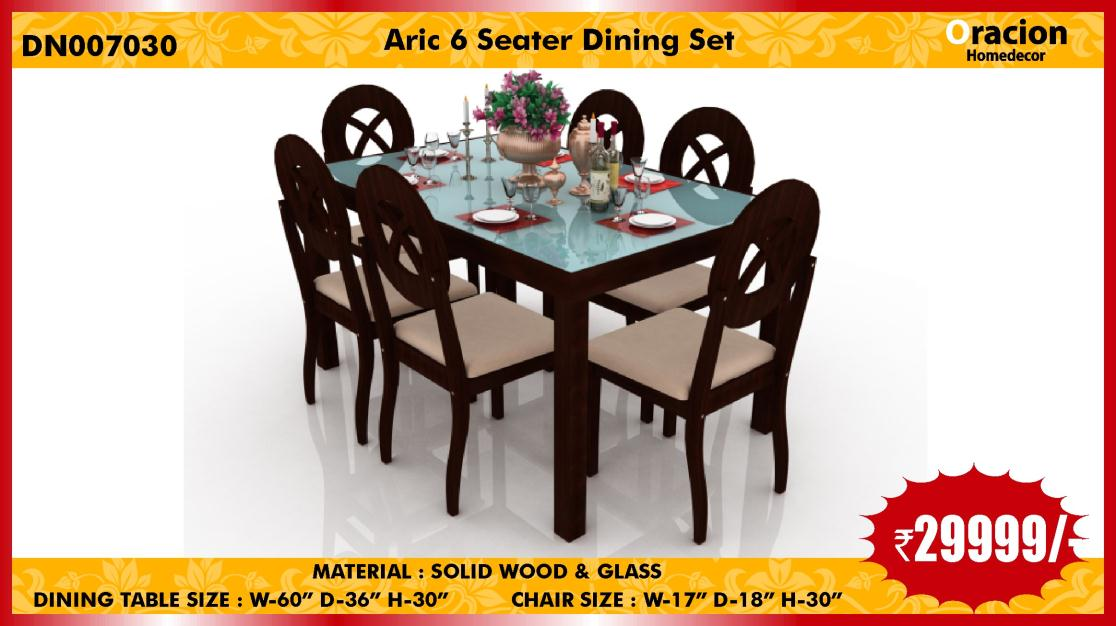 DN007030
Aric 6 Seater Dining Set
Oracion
Homedecor
₹29999/-
MATERIAL : SOLID WOOD & GLASS
DINING TABLE SIZE : W-60” D-36” H-30” CHAIR SIZE : W-17” D-18” H-30”